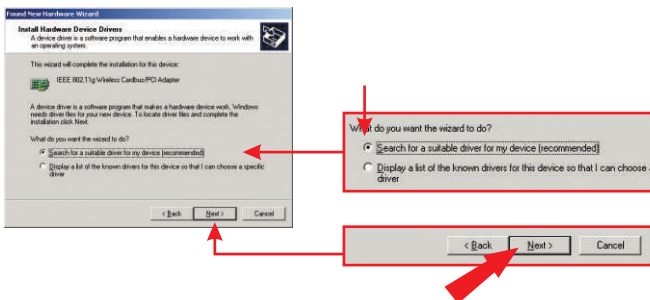 Found New Hardware Wizard
Install Hardware Device Drivers
A device driver is a software program that enables a hardware device to work with
an operating system.
This wizard will complete the installation for this device:
IEEE 802.11g Wireless Cardbus/PCI Adapter
A device driver is a software program that makes a hardware device work. Windows
needs driver files for your new device. To locate driver files and complete the
installation click Next.
What do you want the wizard to do?
Search for a suitable driver for my device (recommended)
Display a list of the known drivers for this device so that I can choose a specific
driver
< Back Next > Cancel
What do you want the wizard to do?
Search for a suitable driver for my device (recommended)
Display a list of the known drivers for this device so that I can choose a
driver
< Back Next > Cancel